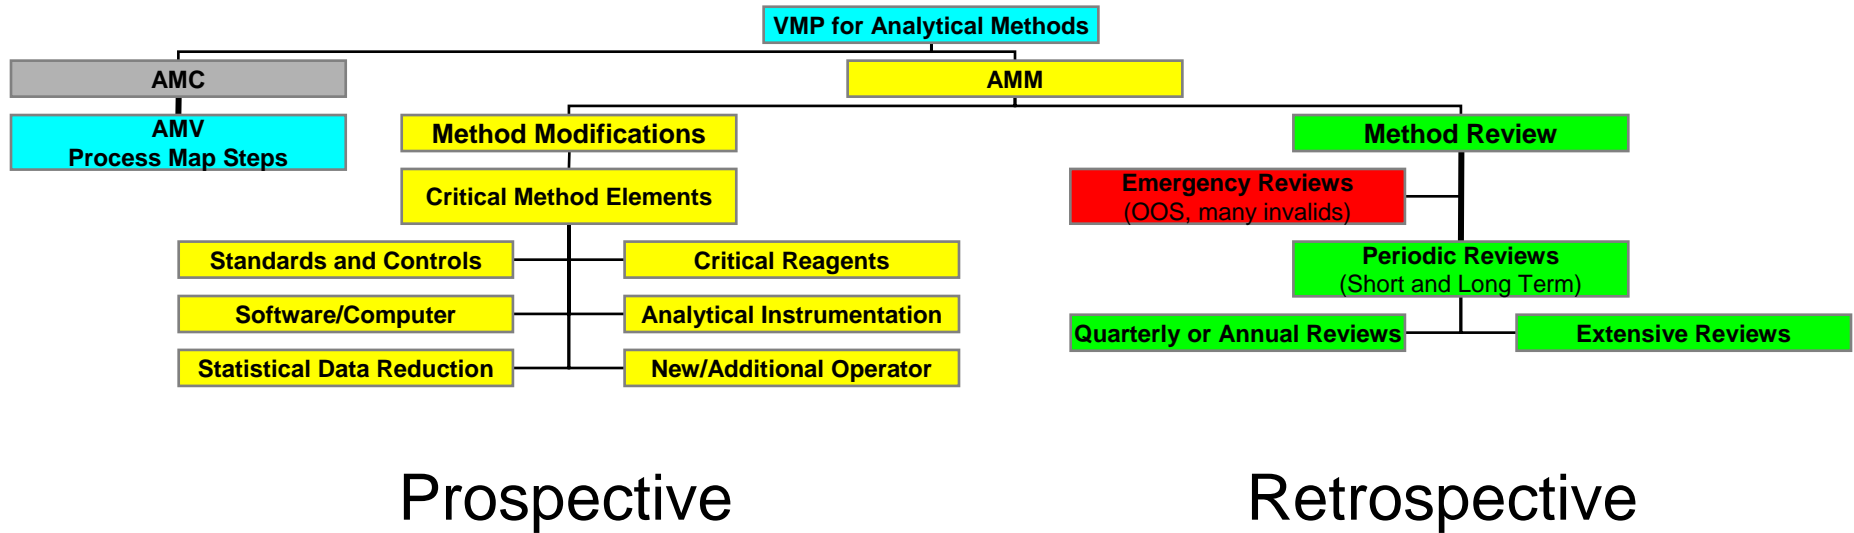 VMP for Analytical Methods
AMC
AMM
AMV
Process Map Steps
Method Modifications
Method Review
Critical Method Elements
Emergency Reviews
(OOS, many invalids)
Standards and Controls
Critical Reagents
Periodic Reviews
(Short and Long Term)
Software/Computer
Analytical Instrumentation
Quarterly or Annual Reviews
Extensive Reviews
Statistical Data Reduction
New/Additional Operator
Prospective
Retrospective